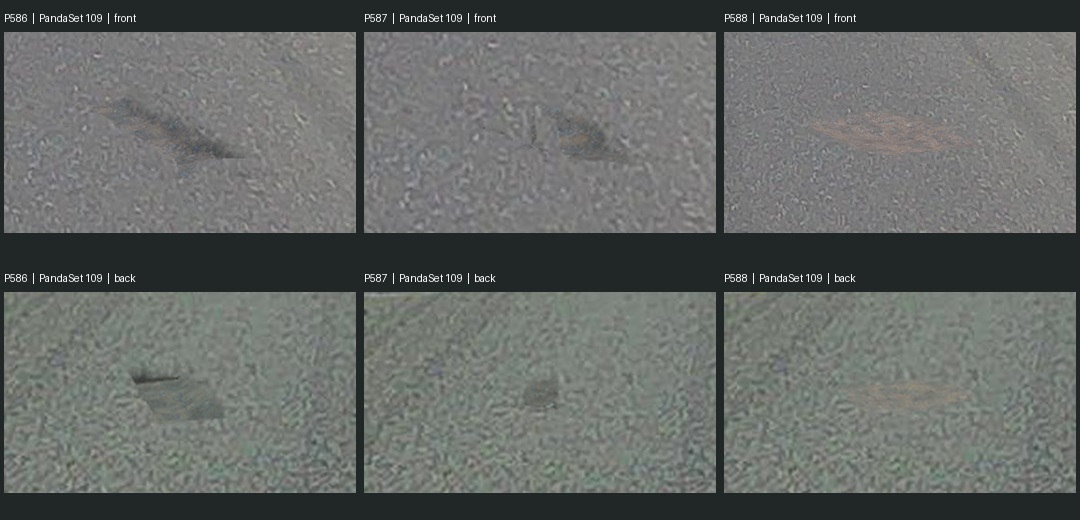 P586 | PandaSet 109 | front
P587 | PandaSet 109 | front
P588 | PandaSet 109 | front
P586 | PandaSet 109 | back
P587 | PandaSet 109 | back
P588 | PandaSet 109 | back